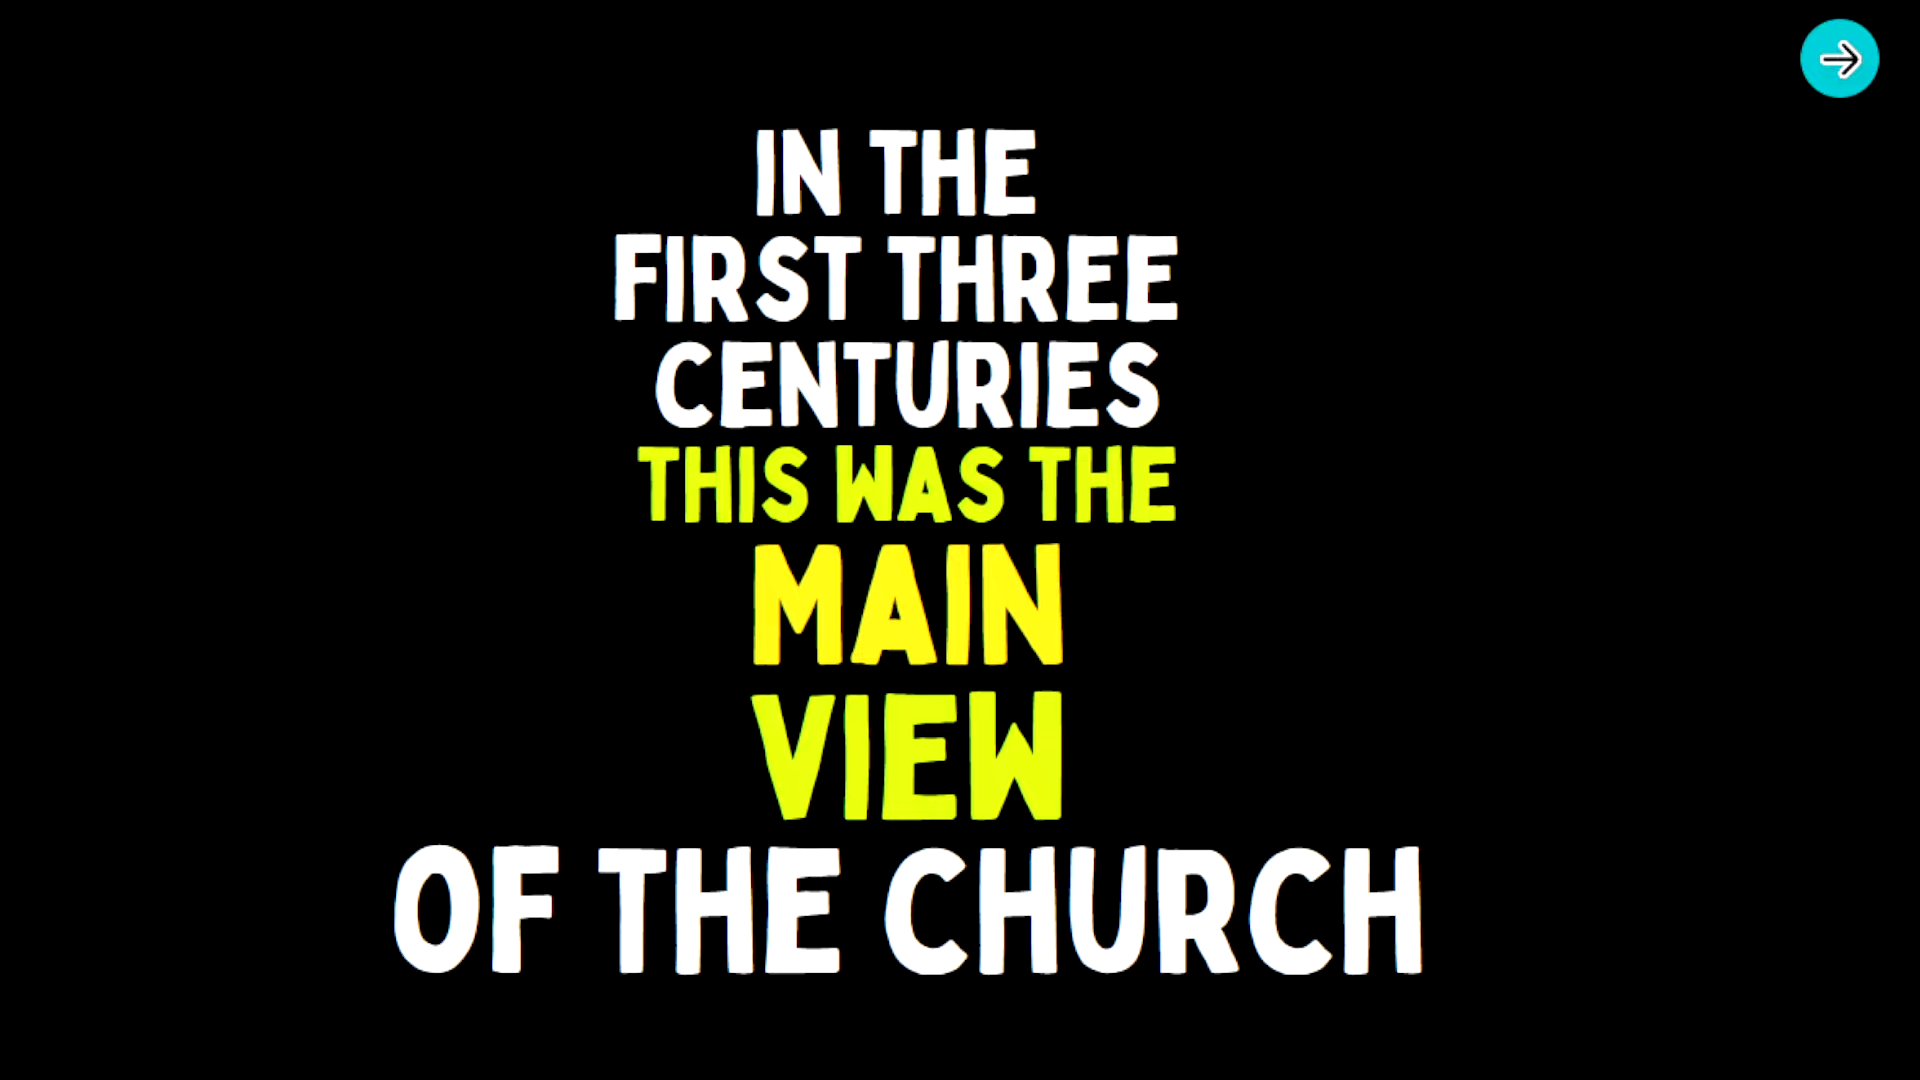 IN THE
FIRST THREE
CENTURIES
THIS WAS THE
MAIN
VIEW
OF THE CHURCH